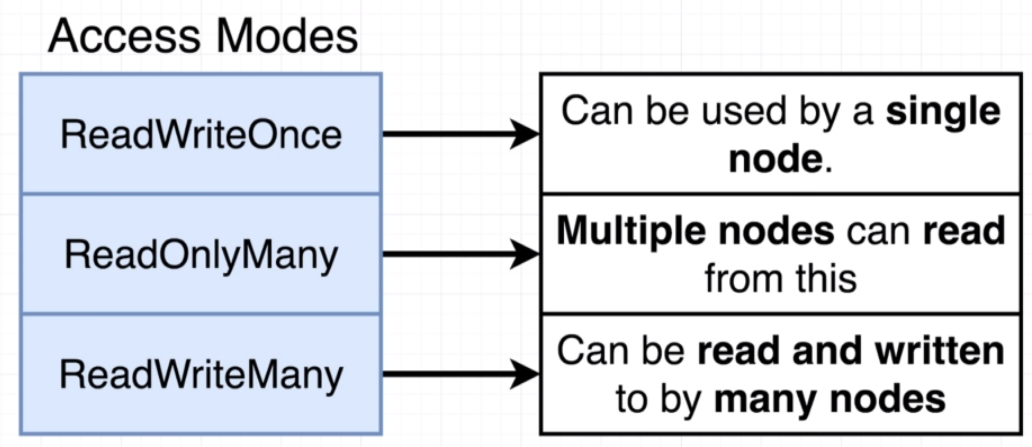 Access Modes
ReadWriteOnce
Can be used by a single
node.
ReadOnlyMany
Multiple nodes can read
from this
ReadWriteMany
Can be read and written
to by many nodes